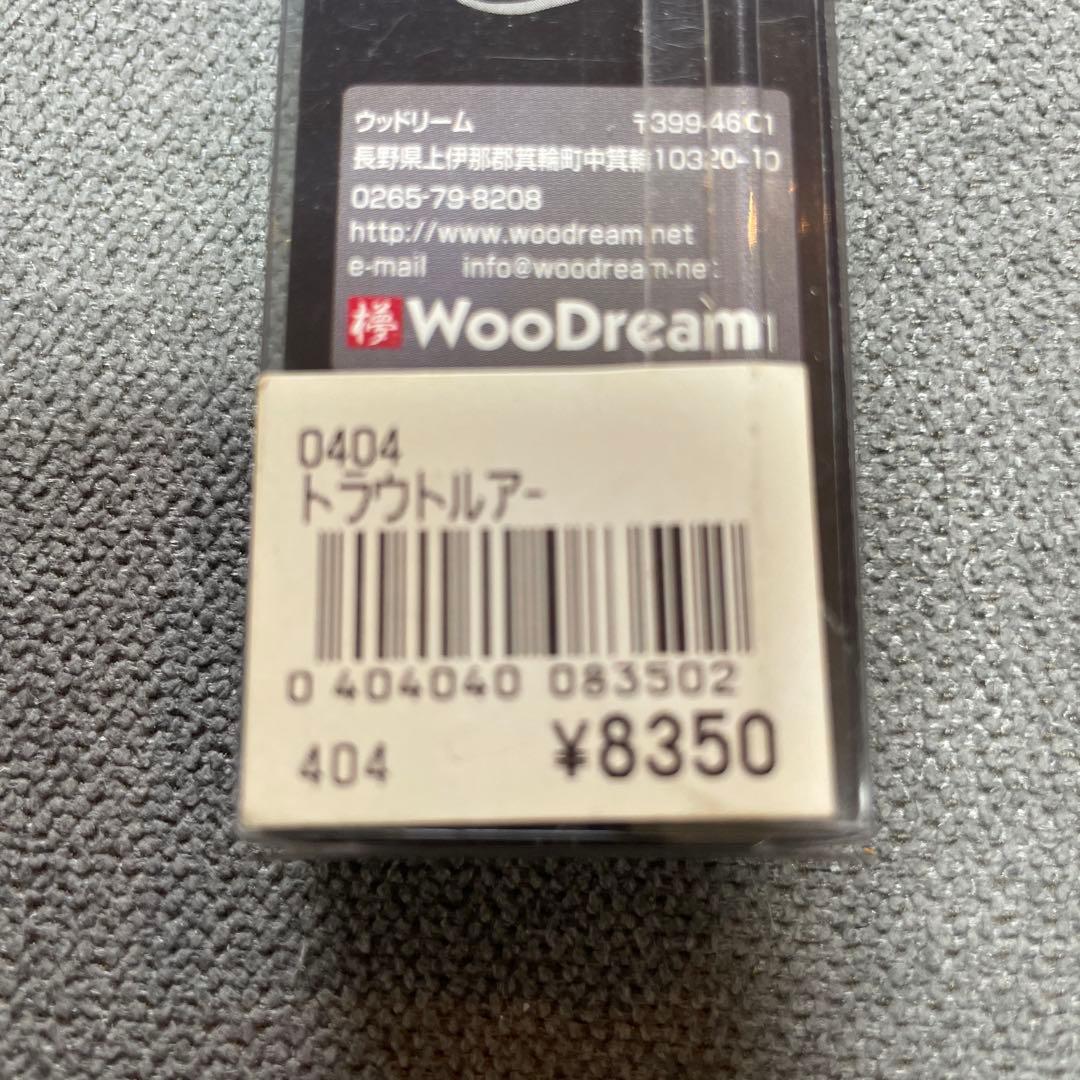 ウッドリーム 〒399-4601
長野県上伊那郡箕輪町中箕輪10320-10
0265-79-8208
http://www.woodream.net
e-mail info@woodream.net
欅 WooDream
0404
トラウトルアー
0 404040 083502
404 ¥8350